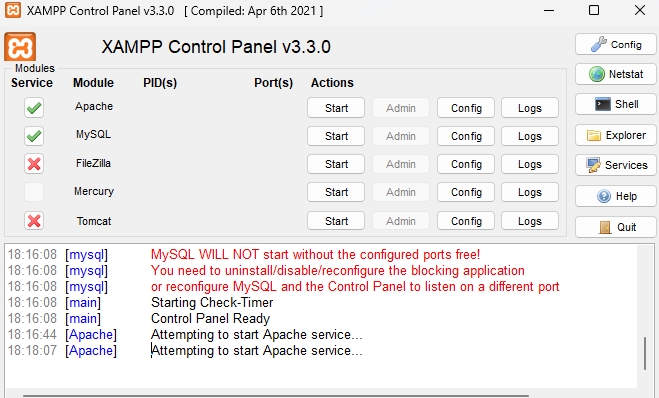 XAMPP Control Panel v3.3.0 [ Compiled: Apr 6th 2021 ]
XAMPP Control Panel v3.3.0
Config
Modules
Service Module PID(s) Port(s) Actions
Netstat
Apache Start Admin Config Logs
Shell
MySQL Start Admin Config Logs
Explorer
FileZilla Start Admin Config Logs
Services
Mercury Start Admin Config Logs
Help
Tomcat Start Admin Config Logs
Quit
18:16:08 [mysql] MySQL WILL NOT start without the configured ports free!
18:16:08 [mysql] You need to uninstall/disable/reconfigure the blocking application
18:16:08 [mysql] or reconfigure MySQL and the Control Panel to listen on a different port
18:16:08 [main] Starting Check-Timer
18:16:08 [main] Control Panel Ready
18:16:44 [Apache] Attempting to start Apache service...
18:18:07 [Apache] Attempting to start Apache service...